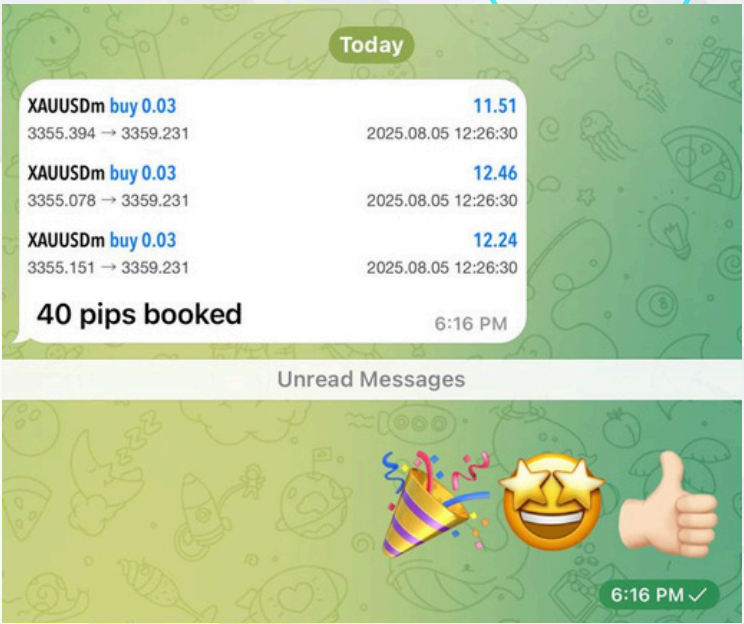 Today
XAUUSDm buy 0.03 11.51
3355.394 → 3359.231 2025.08.05 12:26:30
XAUUSDm buy 0.03 12.46
3355.078 → 3359.231 2025.08.05 12:26:30
XAUUSDm buy 0.03 12.24
3355.151 → 3359.231 2025.08.05 12:26:30
40 pips booked
6:16 PM
Unread Messages
6:16 PM